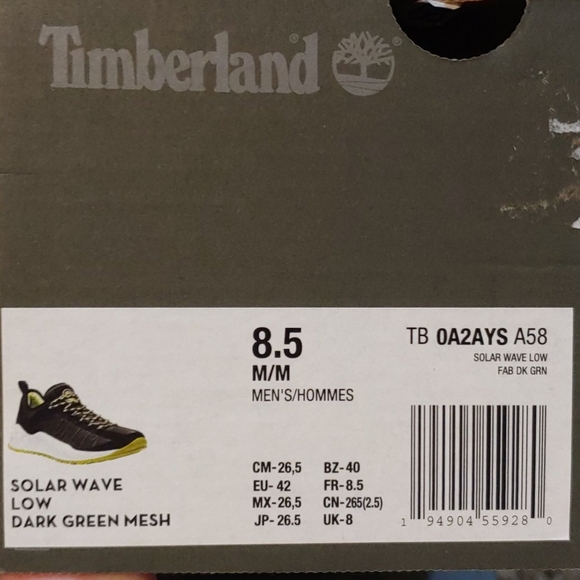 Timberland®
®
8.5
M/M
MEN'S/HOMMES
TB 0A2AYS A58
SOLAR WAVE LOW
FAB DK GRN
SOLAR WAVE
LOW
DARK GREEN MESH
CM-26,5 BZ-40
EU-42 FR-8.5
MX-26,5 CN-265(2.5)
JP-26.5 UK-8
1 94904 55928 0